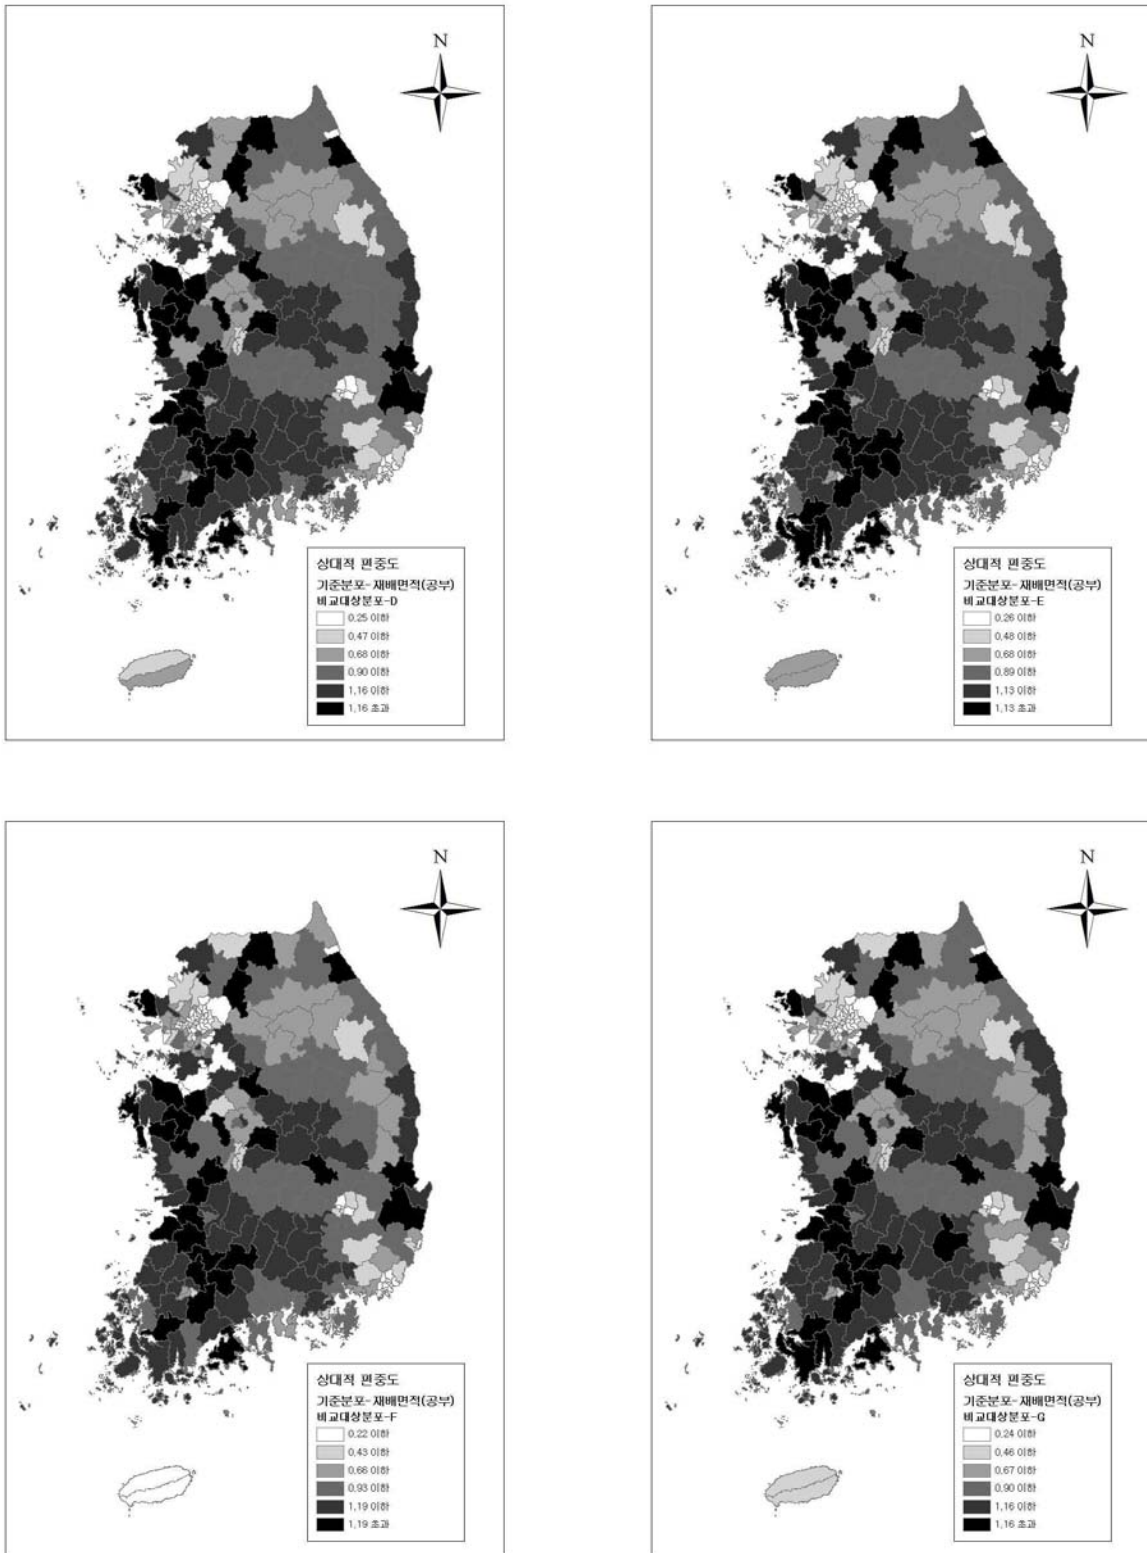 N
상대적 편중도
기준분포-재배면적(공부)
비교대상분포-D
0.25 이하
0.47 이하
0.68 이하
0.90 이하
1.16 이하
1.16 초과
N
상대적 편중도
기준분포-재배면적(공부)
비교대상분포-E
0.26 이하
0.48 이하
0.68 이하
0.89 이하
1.13 이하
1.13 초과
N
상대적 편중도
기준분포-재배면적(공부)
비교대상분포-F
0.22 이하
0.43 이하
0.66 이하
0.93 이하
1.19 이하
1.19 초과
N
상대적 편중도
기준분포-재배면적(공부)
비교대상분포-G
0.24 이하
0.46 이하
0.67 이하
0.90 이하
1.16 이하
1.16 초과